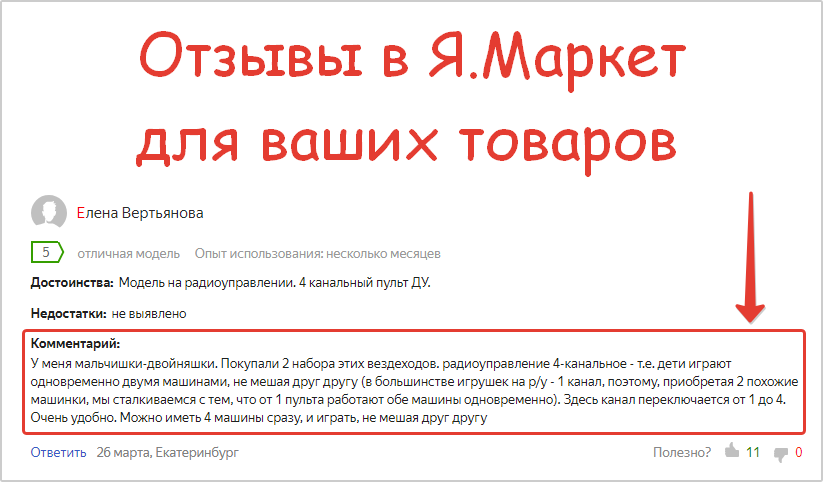 Отзывы в Я.Маркет
для ваших товаров
Елена Вертьянова
5 отличная модель Опыт использования: несколько месяцев
Достоинства: Модель на радиоуправлении. 4 канальный пульт ДУ.
Недостатки: не выявлено
Комментарий:
У меня мальчишки-двойняшки. Покупали 2 набора этих вездеходов. радиоуправление 4-канальное - т.е. дети играют
одновременно двумя машинами, не мешая друг другу (в большинстве игрушек на р/у - 1 канал, поэтому, приобретая 2 похожие
машинки, мы сталкиваемся с тем, что от 1 пульта работают обе машины одновременно). Здесь канал переключается от 1 до 4.
Очень удобно. Можно иметь 4 машины сразу, и играть, не мешая друг другу
Ответить 26 марта, Екатеринбург Полезно? 11 0